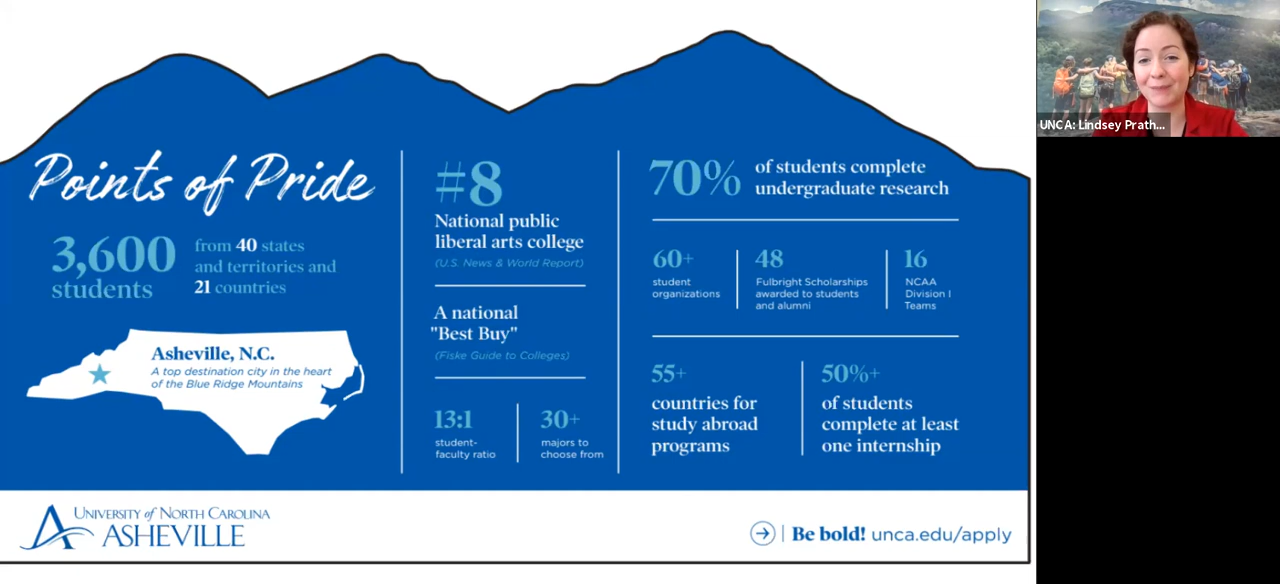 Points of Pride
3,600
students
from 40 states
and territories and
21 countries
Asheville, N.C.
A top destination city in the heart
of the Blue Ridge Mountains
#8
National public
liberal arts college
(U.S. News & World Report)
A national
"Best Buy"
(Fiske Guide to Colleges)
13:1
student-
faculty ratio
30+
majors to
choose from
70%
of students complete
undergraduate research
60+
student
organizations
48
Fulbright Scholarships
awarded to students
and alumni
16
NCAA
Division I
Teams
55+
countries for
study abroad
programs
50%+
of students
complete at least
one internship
UNIVERSITY of NORTH CAROLINA
ASHEVILLE
Be bold! unca.edu/apply
UNCA: Lindsey Prath...